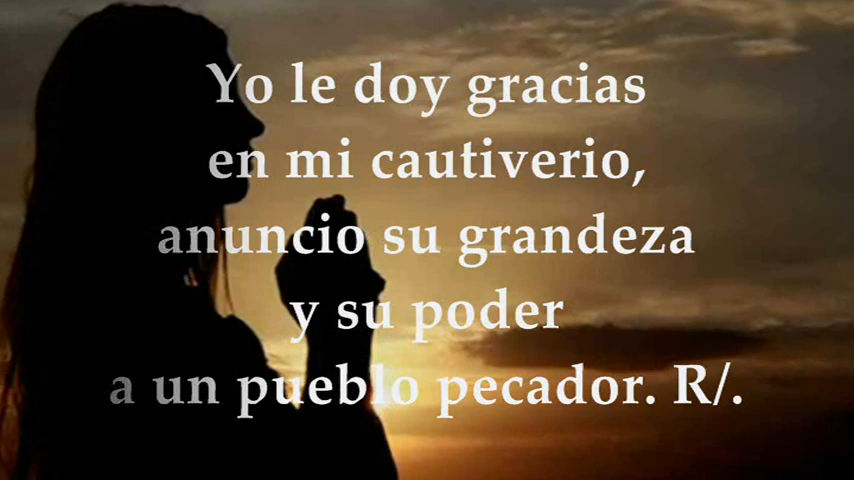 Yo le doy gracias
en mi cautiverio,
anuncio su grandeza
y su poder
a un pueblo pecador. R/.